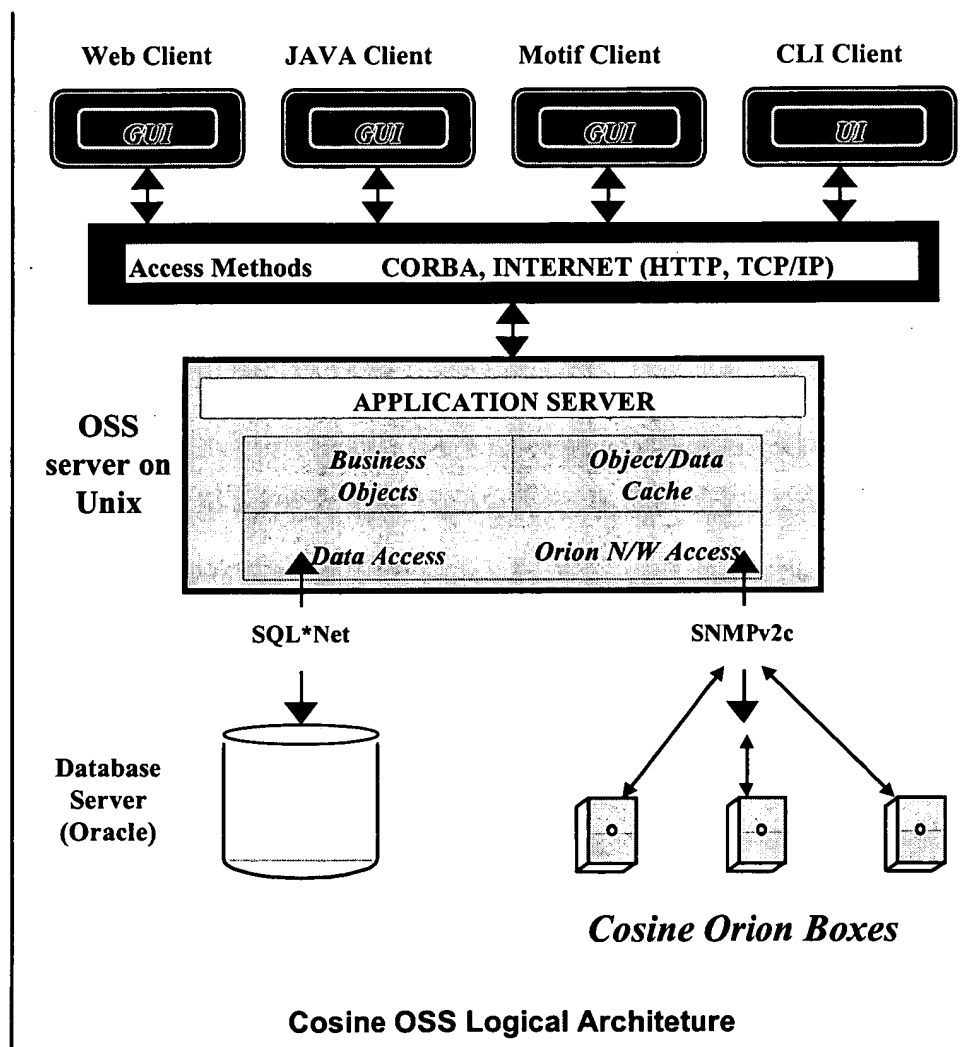 Web Client JAVA Client Motif Client CLI Client
GUI GUI GUI UI
Access Methods CORBA, INTERNET (HTTP, TCP/IP)
APPLICATION SERVER
OSS
server on
Unix
Business
Objects
Object/Data
Cache
Data Access Orion N/W Access
SQL*Net SNMPv2c
Database
Server
(Oracle)
Cosine Orion Boxes
Cosine OSS Logical Architeture